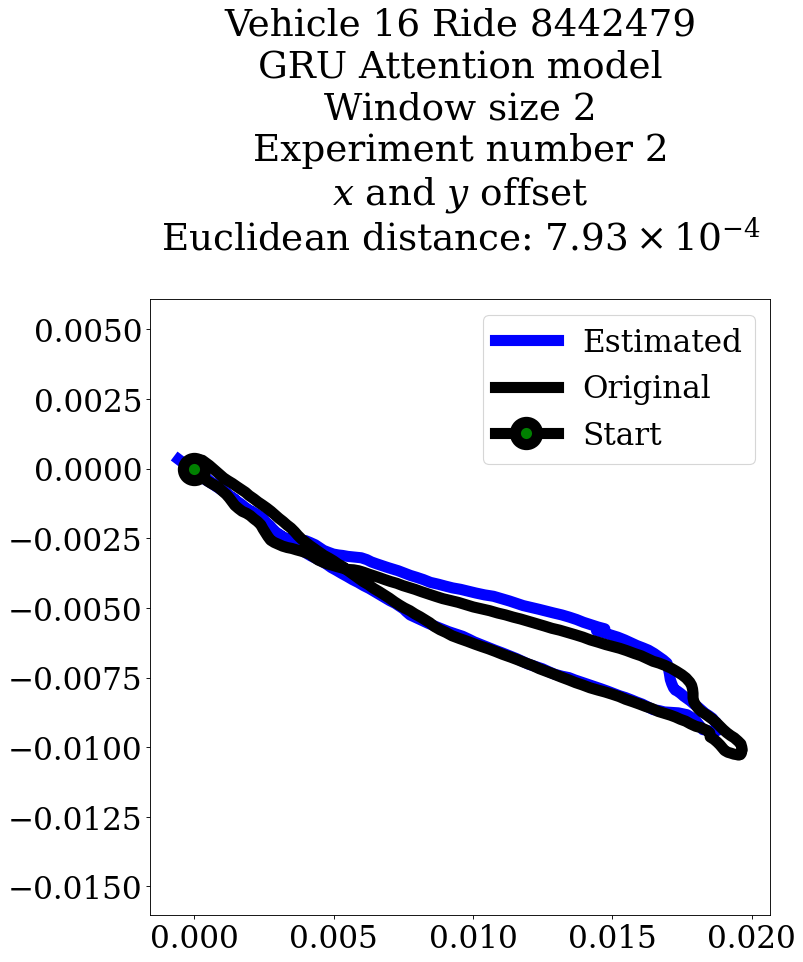 Vehicle 16 Ride 8442479
GRU Attention model
Window size 2
Experiment number 2
x and y offset
Euclidean distance: 7.93 × 10⁻⁴
Estimated
Original
Start
0.0050
0.0025
0.0000
−0.0025
−0.0050
−0.0075
−0.0100
−0.0125
−0.0150
0.000 0.005 0.010 0.015 0.020